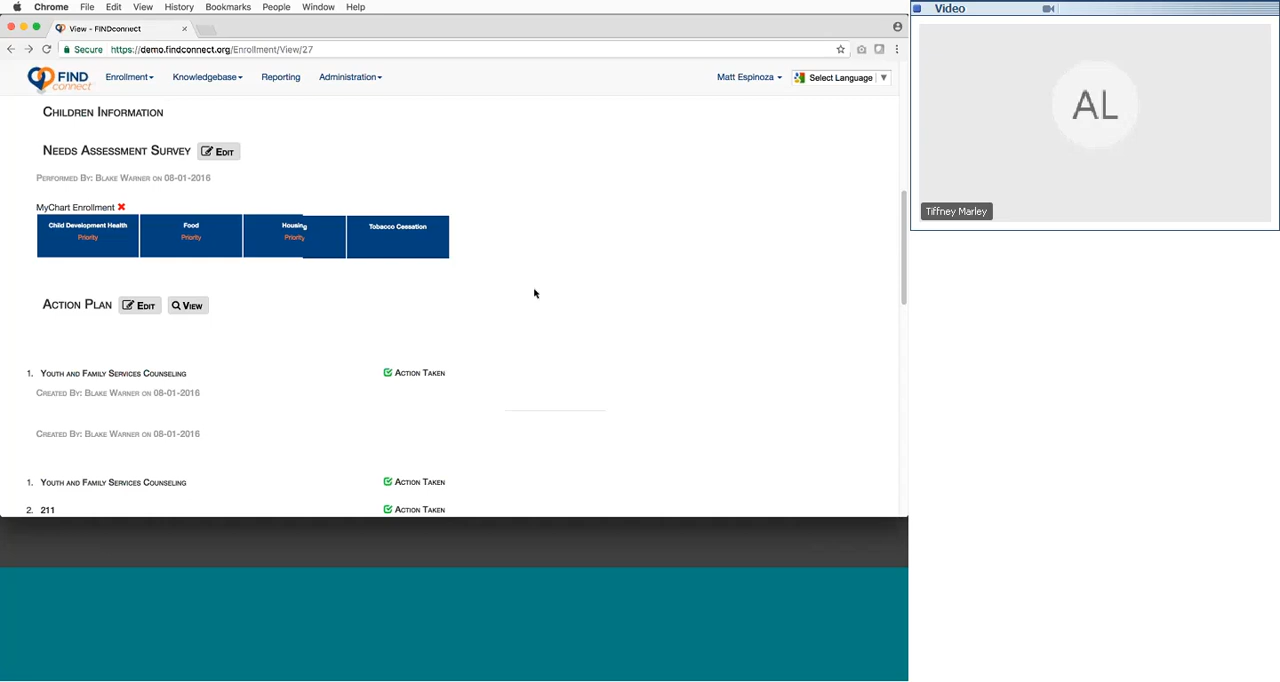 Chrome File Edit View History Bookmarks People Window Help
Video
View - FINDconnect
Secure https://demo.findconnect.org/Enrollment/View/27
FIND connect Enrollment Knowledgebase Reporting Administration Matt Espinoza Select Language
AL
Tiffney Marley
Children Information
Needs Assessment Survey Edit
Performed By: Blake Warner on 08-01-2016
MyChart Enrollment
Child Development Health Food Housing Tobacco Cessation
Priority Priority Priority
Action Plan Edit View
1. Youth and Family Services Counseling Action Taken
Created By: Blake Warner on 08-01-2016
Created By: Blake Warner on 08-01-2016
1. Youth and Family Services Counseling Action Taken
2. 211 Action Taken